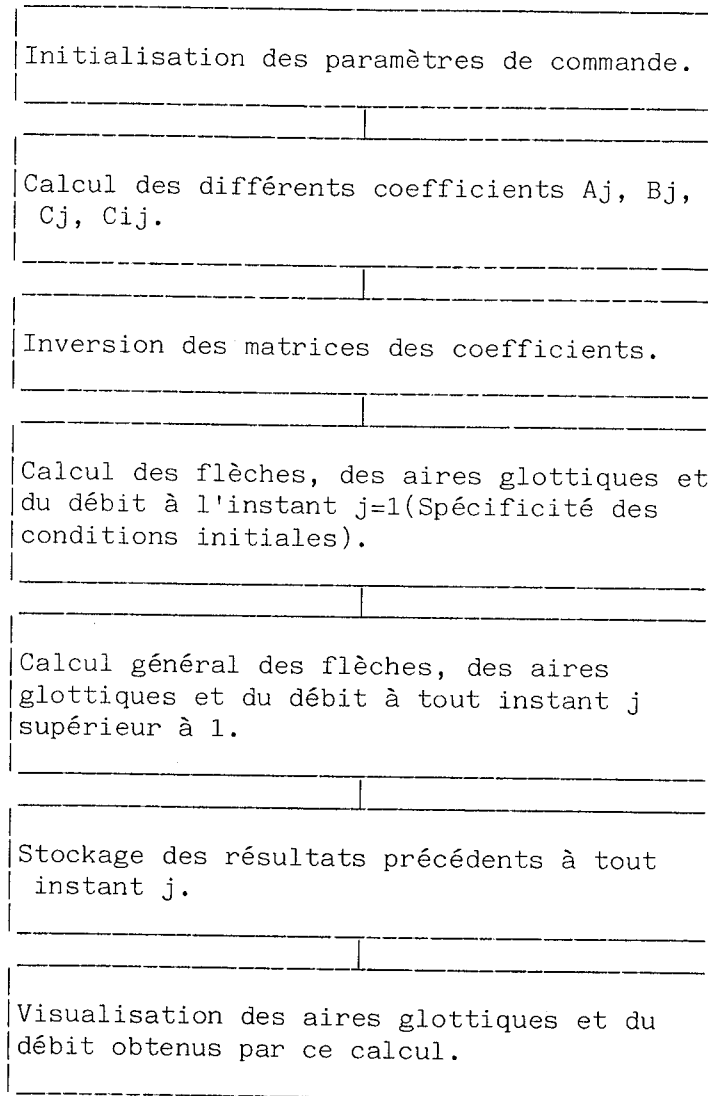 Initialisation des paramètres de commande.
Calcul des différents coefficients Aj, Bj,
Cj, Cij.
Inversion des matrices des coefficients.
Calcul des flèches, des aires glottiques et
du débit à l'instant j=1(Spécificité des
conditions initiales).
Calcul général des flèches, des aires
glottiques et du débit à tout instant j
supérieur à 1.
Stockage des résultats précédents à tout
instant j.
Visualisation des aires glottiques et du
débit obtenus par ce calcul.